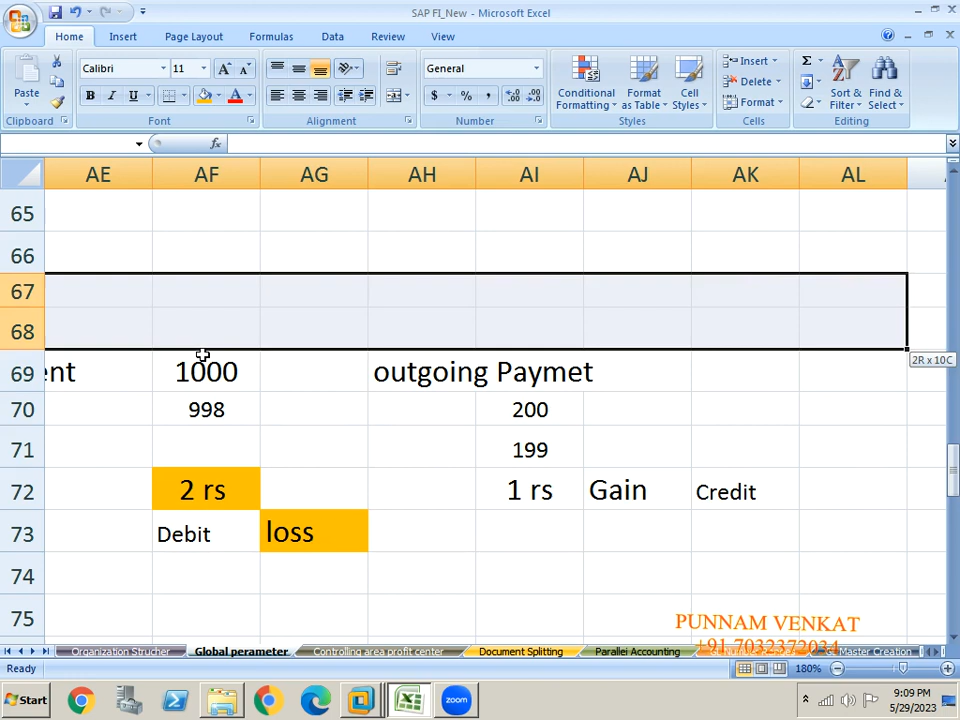 SAP FI_New - Microsoft Excel
Home Insert Page Layout Formulas Data Review View
Paste
Calibri 11
B I U
General
$ % ,
Conditional Formatting
Format as Table
Cell Styles
Insert
Delete
Format
Σ
Sort & Filter
Find & Select
Clipboard Font Alignment Number Styles Cells Editing
fx
AE AF AG AH AI AJ AK AL
65
66
67
68
2R x 10C
69 ent 1000 outgoing Paymet
70 998 200
71 199
72 2 rs 1 rs Gain Credit
73 Debit loss
74
75
PUNNAM VENKAT
+91 7032372034
Organization Strucher Global perameter Controlling area profit center Document Splitting Parallei Accounting Master Creation
Ready 180%
Start zoom 9:09 PM
5/29/2023